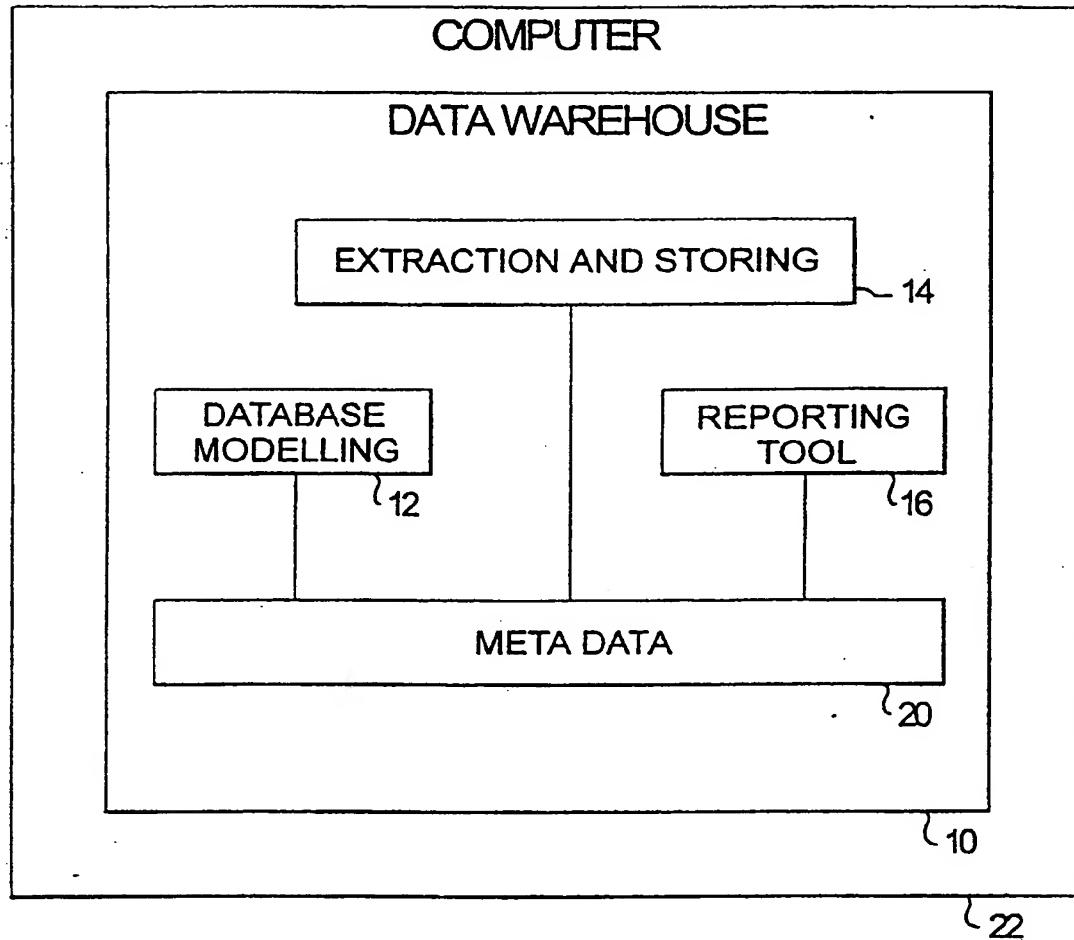 COMPUTER
DATA WAREHOUSE
EXTRACTION AND STORING
14
DATABASE
MODELLING
12
REPORTING
TOOL
16
META DATA
20
10
22